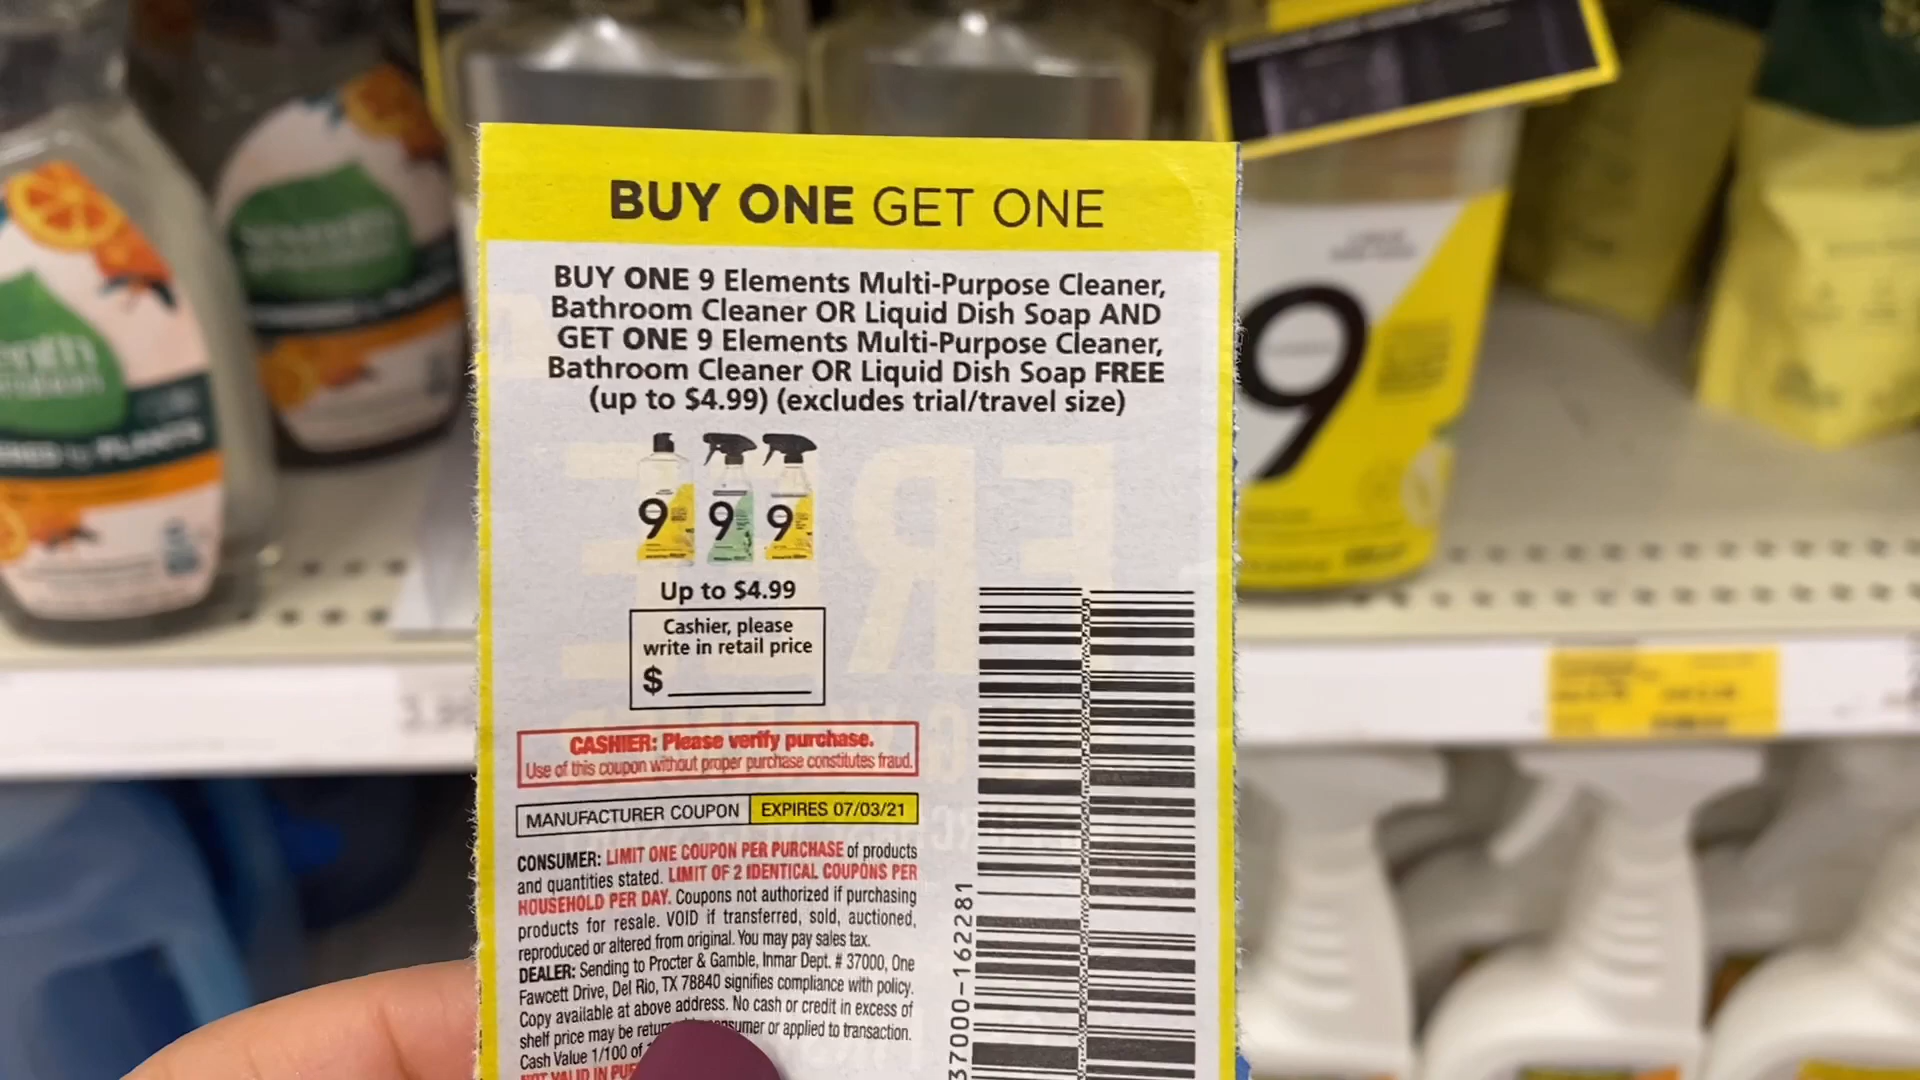 BUY ONE GET ONE
BUY ONE 9 Elements Multi-Purpose Cleaner,
Bathroom Cleaner OR Liquid Dish Soap AND
GET ONE 9 Elements Multi-Purpose Cleaner,
Bathroom Cleaner OR Liquid Dish Soap FREE
(up to $4.99) (excludes trial/travel size)
9 9 9
Up to $4.99
Cashier, please
write in retail price
$
CASHIER: Please verify purchase.
Use of this coupon without proper purchase constitutes fraud.
MANUFACTURER COUPON EXPIRES 07/03/21
CONSUMER: LIMIT ONE COUPON PER PURCHASE of products
and quantities stated. LIMIT OF 2 IDENTICAL COUPONS PER
HOUSEHOLD PER DAY. Coupons not authorized if purchasing
products for resale. VOID if transferred, sold, auctioned,
reproduced or altered from original. You may pay sales tax.
DEALER: Sending to Procter & Gamble, Inmar Dept. # 37000, One
Fawcett Drive, Del Rio, TX 78840 signifies compliance with policy.
Copy available at above address. No cash or credit in excess of
shelf price may be or applied to transaction.
Cash Value 1/100 of
NOT VALID IN
37000-162281
9
PLANTS